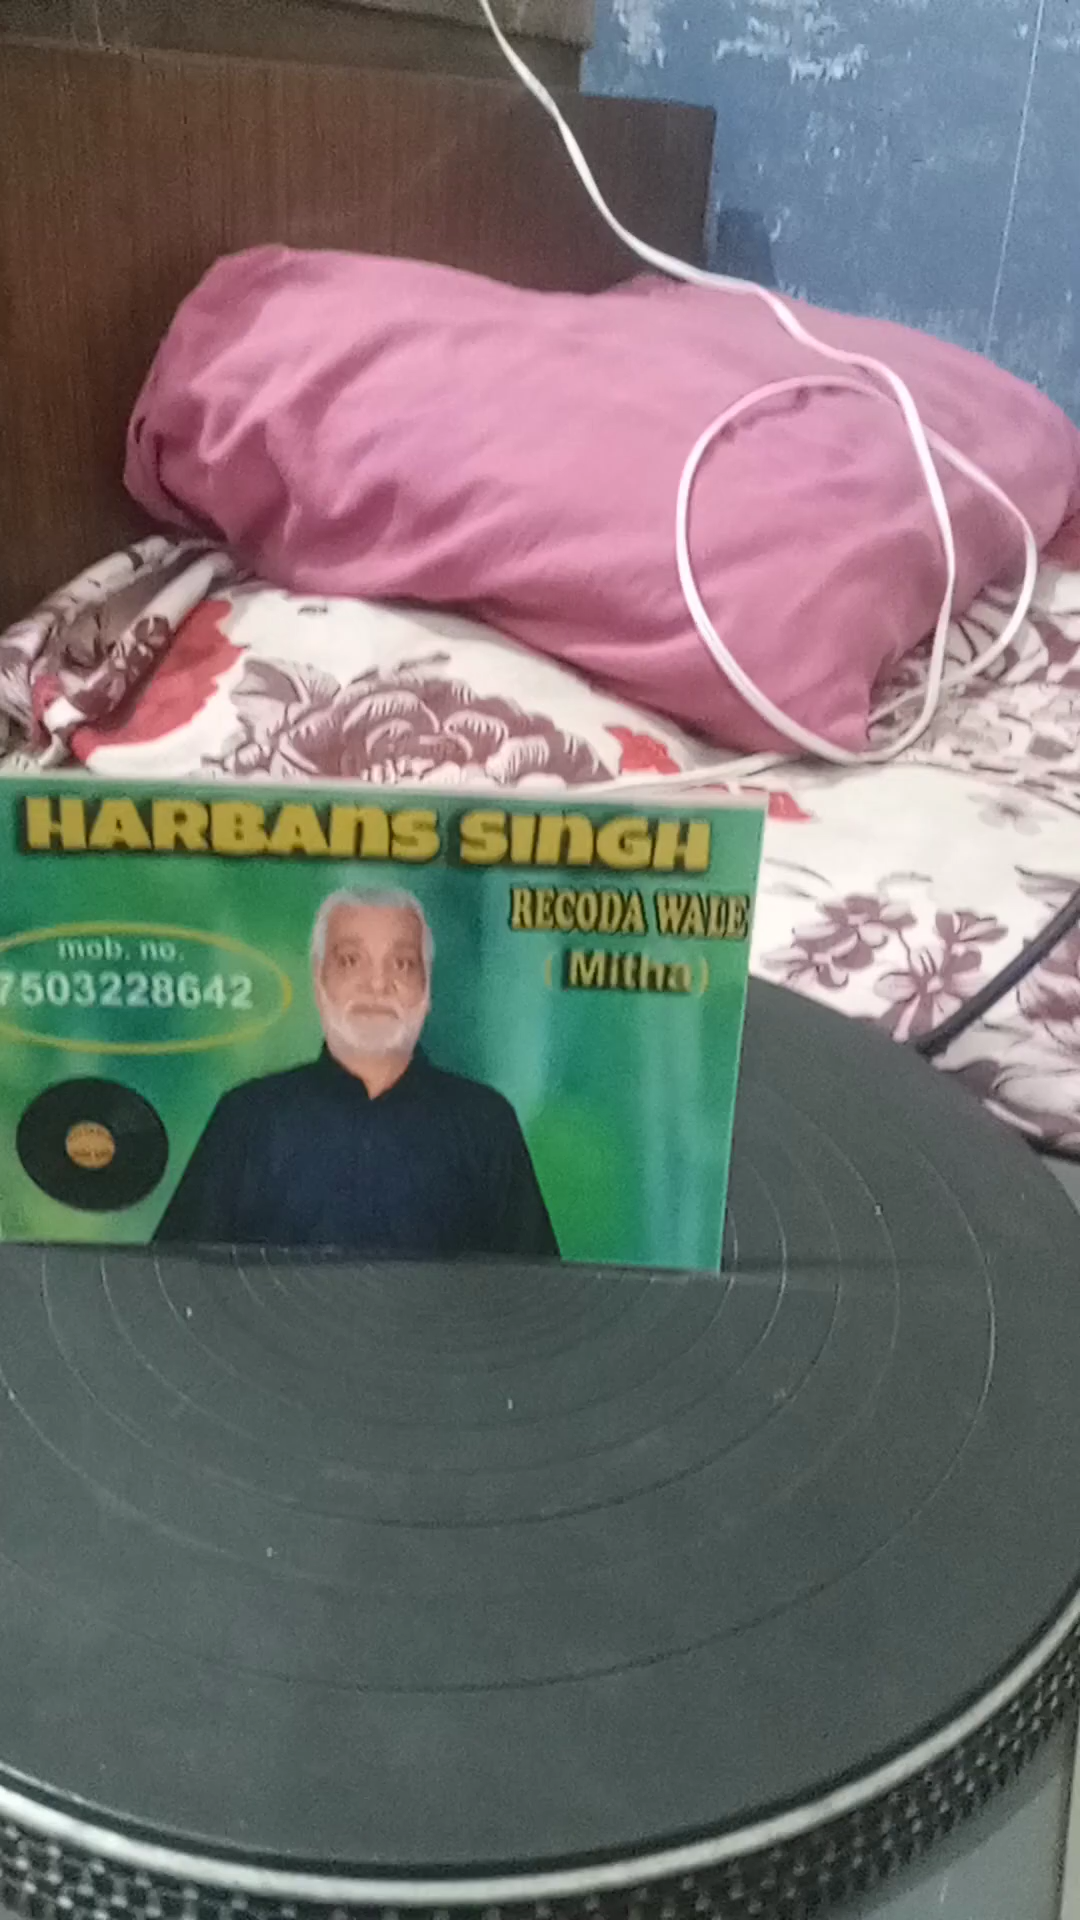 HARBANS SINGH
RECODA WALE
(Mitha)
mob. no.
7503228642